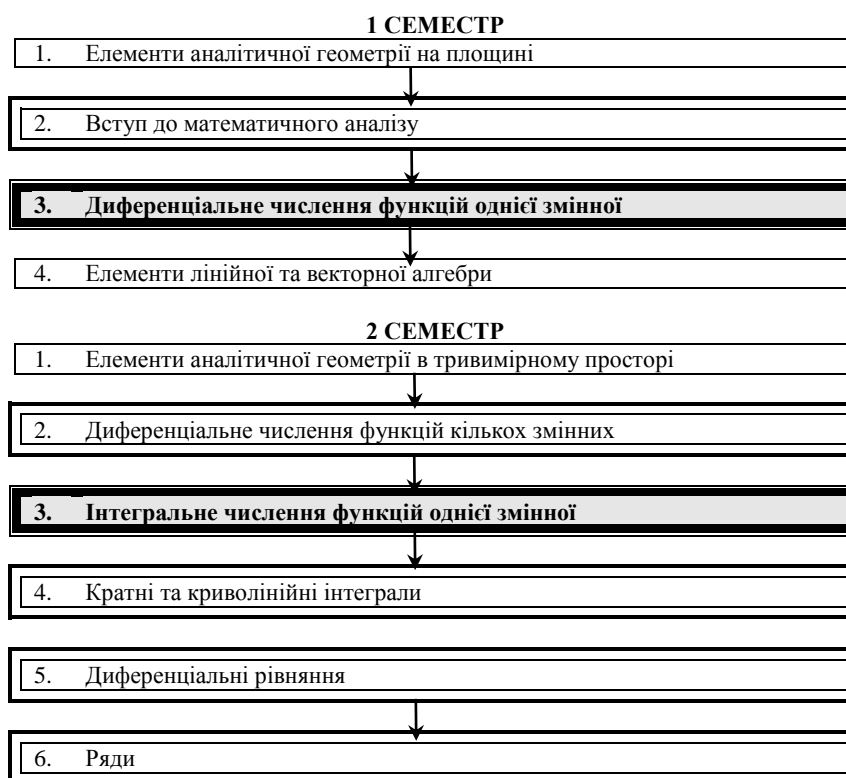 1 СЕМЕСТР
1. Елементи аналітичної геометрії на площині
2. Вступ до математичного аналізу
3. Диференціальне числення функцій однієї змінної
4. Елементи лінійної та векторної алгебри
2 СЕМЕСТР
1. Елементи аналітичної геометрії в тривимірному просторі
2. Диференціальне числення функцій кількох змінних
3. Інтегральне числення функцій однієї змінної
4. Кратні та криволінійні інтеграли
5. Диференціальні рівняння
6. Ряди